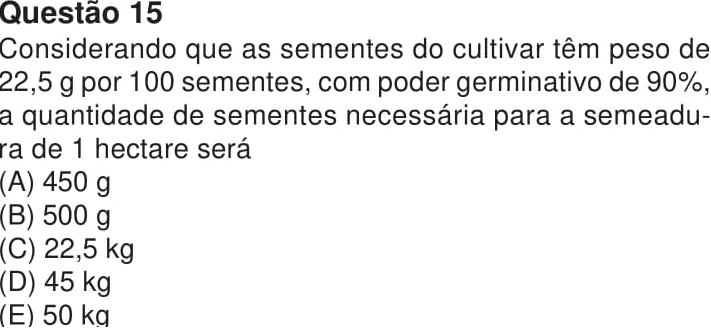 Questão 15
Considerando que as sementes do cultivar têm peso de
22,5 g por 100 sementes, com poder germinativo de 90%,
a quantidade de sementes necessária para a semeadu-
ra de 1 hectare será
(A) 450 g
(B) 500 g
(C) 22,5 kg
(D) 45 kg
(E) 50 kg